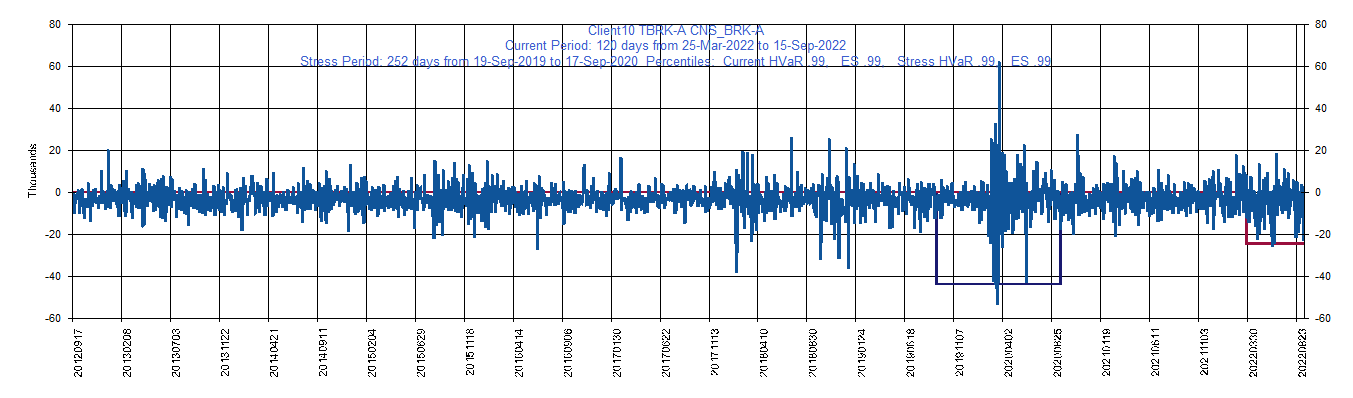 Client10 TBRK-A CNS_BRK-A
Current Period: 120 days from 25-Mar-2022 to 15-Sep-2022
Stress Period: 252 days from 19-Sep-2019 to 17-Sep-2020 Percentiles: Current HVaR .99, ES .99, Stress HVaR .99, ES .99
80 80
60 60
40 40
20 20
0 0
-20 -20
-40 -40
-60 -60
Thousands
20120917 20130208 20130703 20131122 20140421 20140911 20150204 20150629 20151118 20160414 20160906 20170130 20170622 20171113 20180410 20180830 20190124 20190618 20191107 20200402 20200825 20210119 20210611 20211103 20220330 20220823